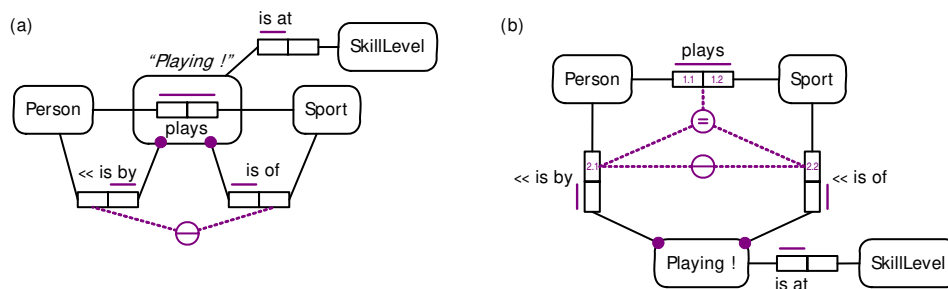 (a)
is at
SkillLevel
“Playing !”
Person
Sport
plays
<< is by
is of
(b)
plays
Person
1.1 1.2
Sport
=
2.1
2.2
<< is by
<< is of
Playing !
SkillLevel
is at